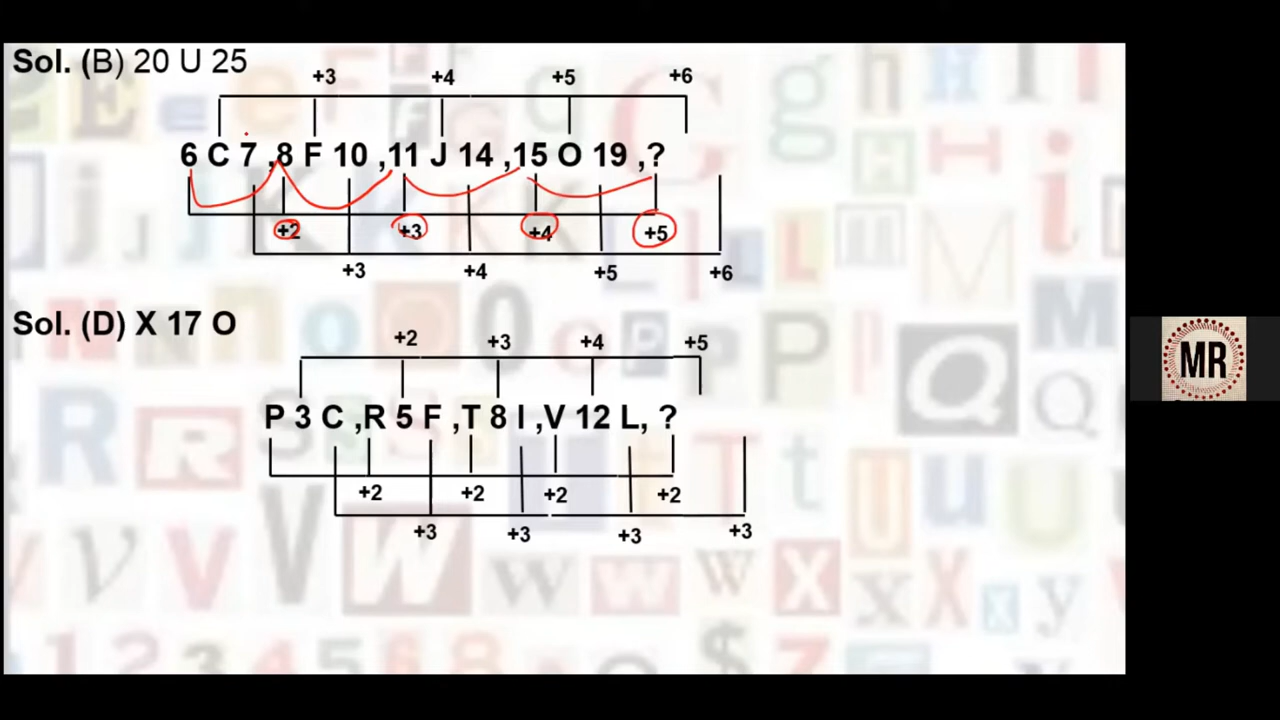 Sol. (B) 20 U 25
+3 +4 +5 +6
6 C 7 ,8 F 10 ,11 J 14 ,15 O 19 ,?
+2 +3 +4 +5
+3 +4 +5 +6
Sol. (D) X 17 O
+2 +3 +4 +5
P 3 C ,R 5 F ,T 8 I ,V 12 L, ?
+2 +2 +2 +2
+3 +3 +3 +3
MR